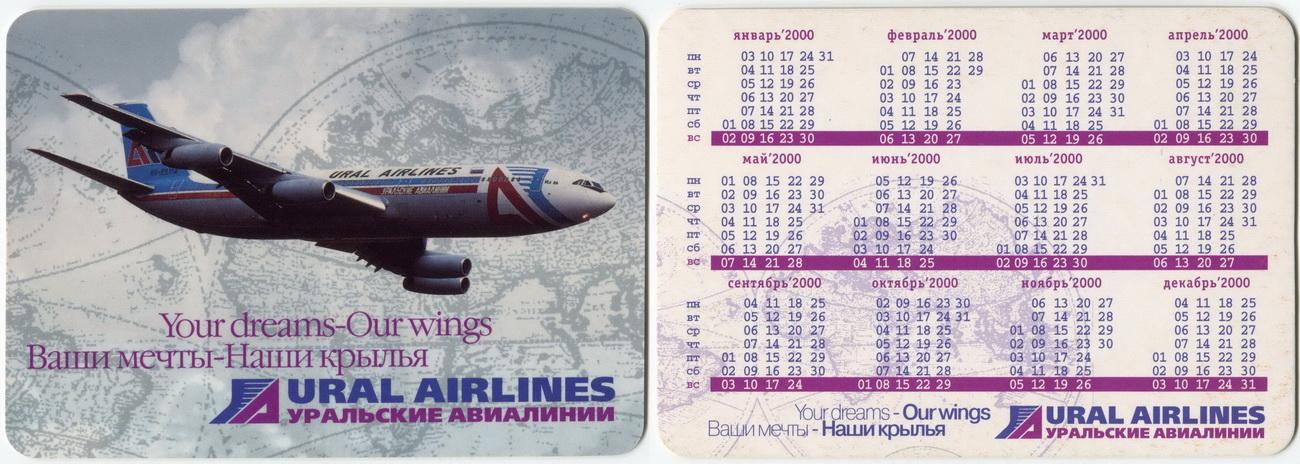 URAL AIRLINES
УРАЛЬСКИЕ АВИАЛИНИИ
Your dreams-Our wings
Ваши мечты-Наши крылья
URAL AIRLINES
УРАЛЬСКИЕ АВИАЛИНИИ
январь'2000 февраль'2000 март'2000 апрель'2000
пн 03 10 17 24 31 07 14 21 28 06 13 20 27 03 10 17 24
вт 04 11 18 25 01 08 15 22 29 07 14 21 28 04 11 18 25
ср 05 12 19 26 02 09 16 23 01 08 15 22 29 05 12 19 26
чт 06 13 20 27 03 10 17 24 02 09 16 23 30 06 13 20 27
пт 07 14 21 28 04 11 18 25 03 10 17 24 31 07 14 21 28
сб 01 08 15 22 29 05 12 19 26 04 11 18 25 01 08 15 22 29
вс 02 09 16 23 30 06 13 20 27 05 12 19 26 02 09 16 23 30
май'2000 июнь'2000 июль'2000 август'2000
пн 01 08 15 22 29 05 12 19 26 03 10 17 24 31 07 14 21 28
вт 02 09 16 23 30 06 13 20 27 04 11 18 25 01 08 15 22 29
ср 03 10 17 24 31 07 14 21 28 05 12 19 26 02 09 16 23 30
чт 04 11 18 25 01 08 15 22 29 06 13 20 27 03 10 17 24 31
пт 05 12 19 26 02 09 16 23 30 07 14 21 28 04 11 18 25
сб 06 13 20 27 03 10 17 24 01 08 15 22 29 05 12 19 26
вс 07 14 21 28 04 11 18 25 02 09 16 23 30 06 13 20 27
сентябрь'2000 октябрь'2000 ноябрь'2000 декабрь'2000
пн 04 11 18 25 02 09 16 23 30 06 13 20 27 04 11 18 25
вт 05 12 19 26 03 10 17 24 31 07 14 21 28 05 12 19 26
ср 06 13 20 27 04 11 18 25 01 08 15 22 29 06 13 20 27
чт 07 14 21 28 05 12 19 26 02 09 16 23 30 07 14 21 28
пт 01 08 15 22 29 06 13 20 27 03 10 17 24 01 08 15 22 29
сб 02 09 16 23 30 07 14 21 28 04 11 18 25 02 09 16 23 30
вс 03 10 17 24 01 08 15 22 29 05 12 19 26 03 10 17 24 31
Your dreams - Our wings
Ваши мечты - Наши крылья
URAL AIRLINES
УРАЛЬСКИЕ АВИАЛИНИИ